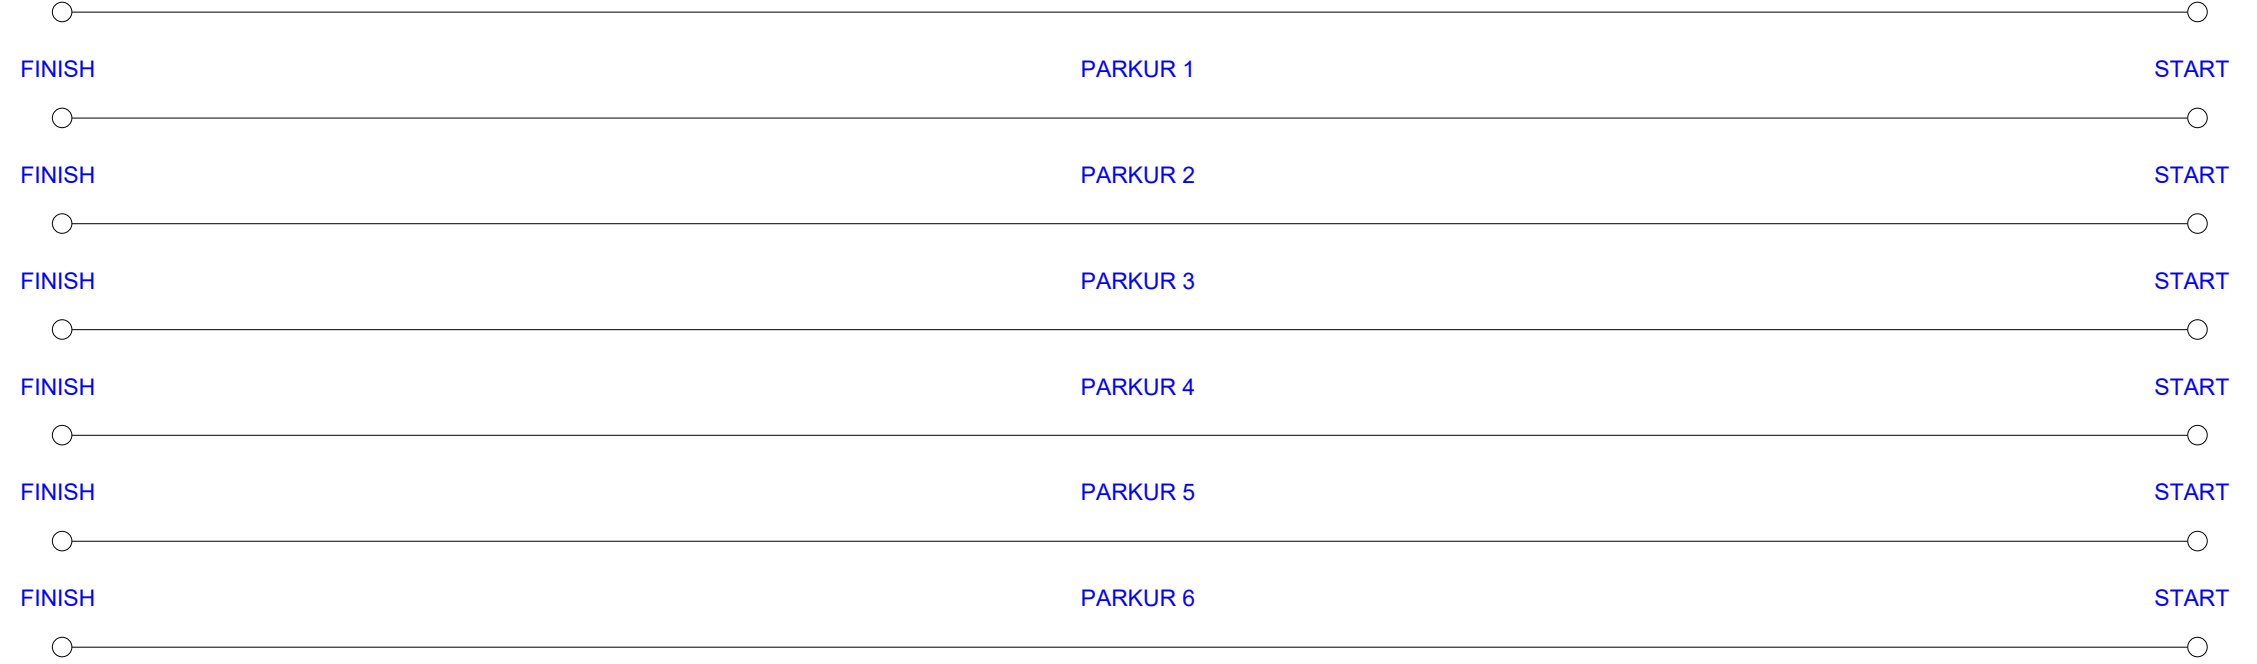 FINISH PARKUR 1 START
FINISH PARKUR 2 START
FINISH PARKUR 3 START
FINISH PARKUR 4 START
FINISH PARKUR 5 START
FINISH PARKUR 6 START